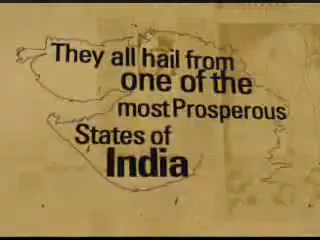 They all hail from
one of the
most Prosperous
States of
India